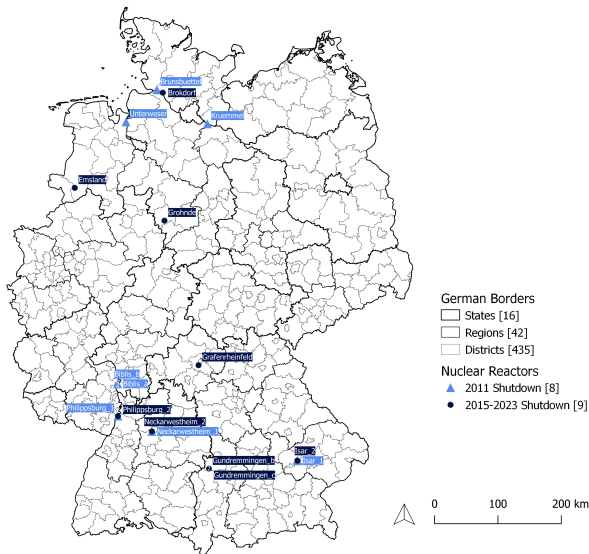 Brunsbuettel
Brokdorf
Unterweser
Kruemmel
Emsland
Grohnde
Grafenrheinfeld
Biblis_b
Biblis_a
Philippsburg_1
Philippsburg_2
Neckarwestheim_2
Neckarwestheim_1
Gundremmingen_b
Gundremmingen_c
Isar_2
Isar_1
German Borders
States [16]
Regions [42]
Districts [435]
Nuclear Reactors
2011 Shutdown [8]
2015-2023 Shutdown [9]
0 100 200 km